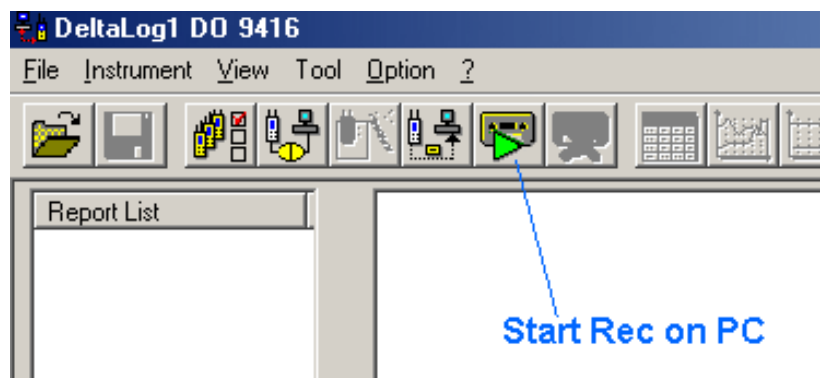 DeltaLog1 DO 9416
File Instrument View Tool Option ?
Report List
Start Rec on PC